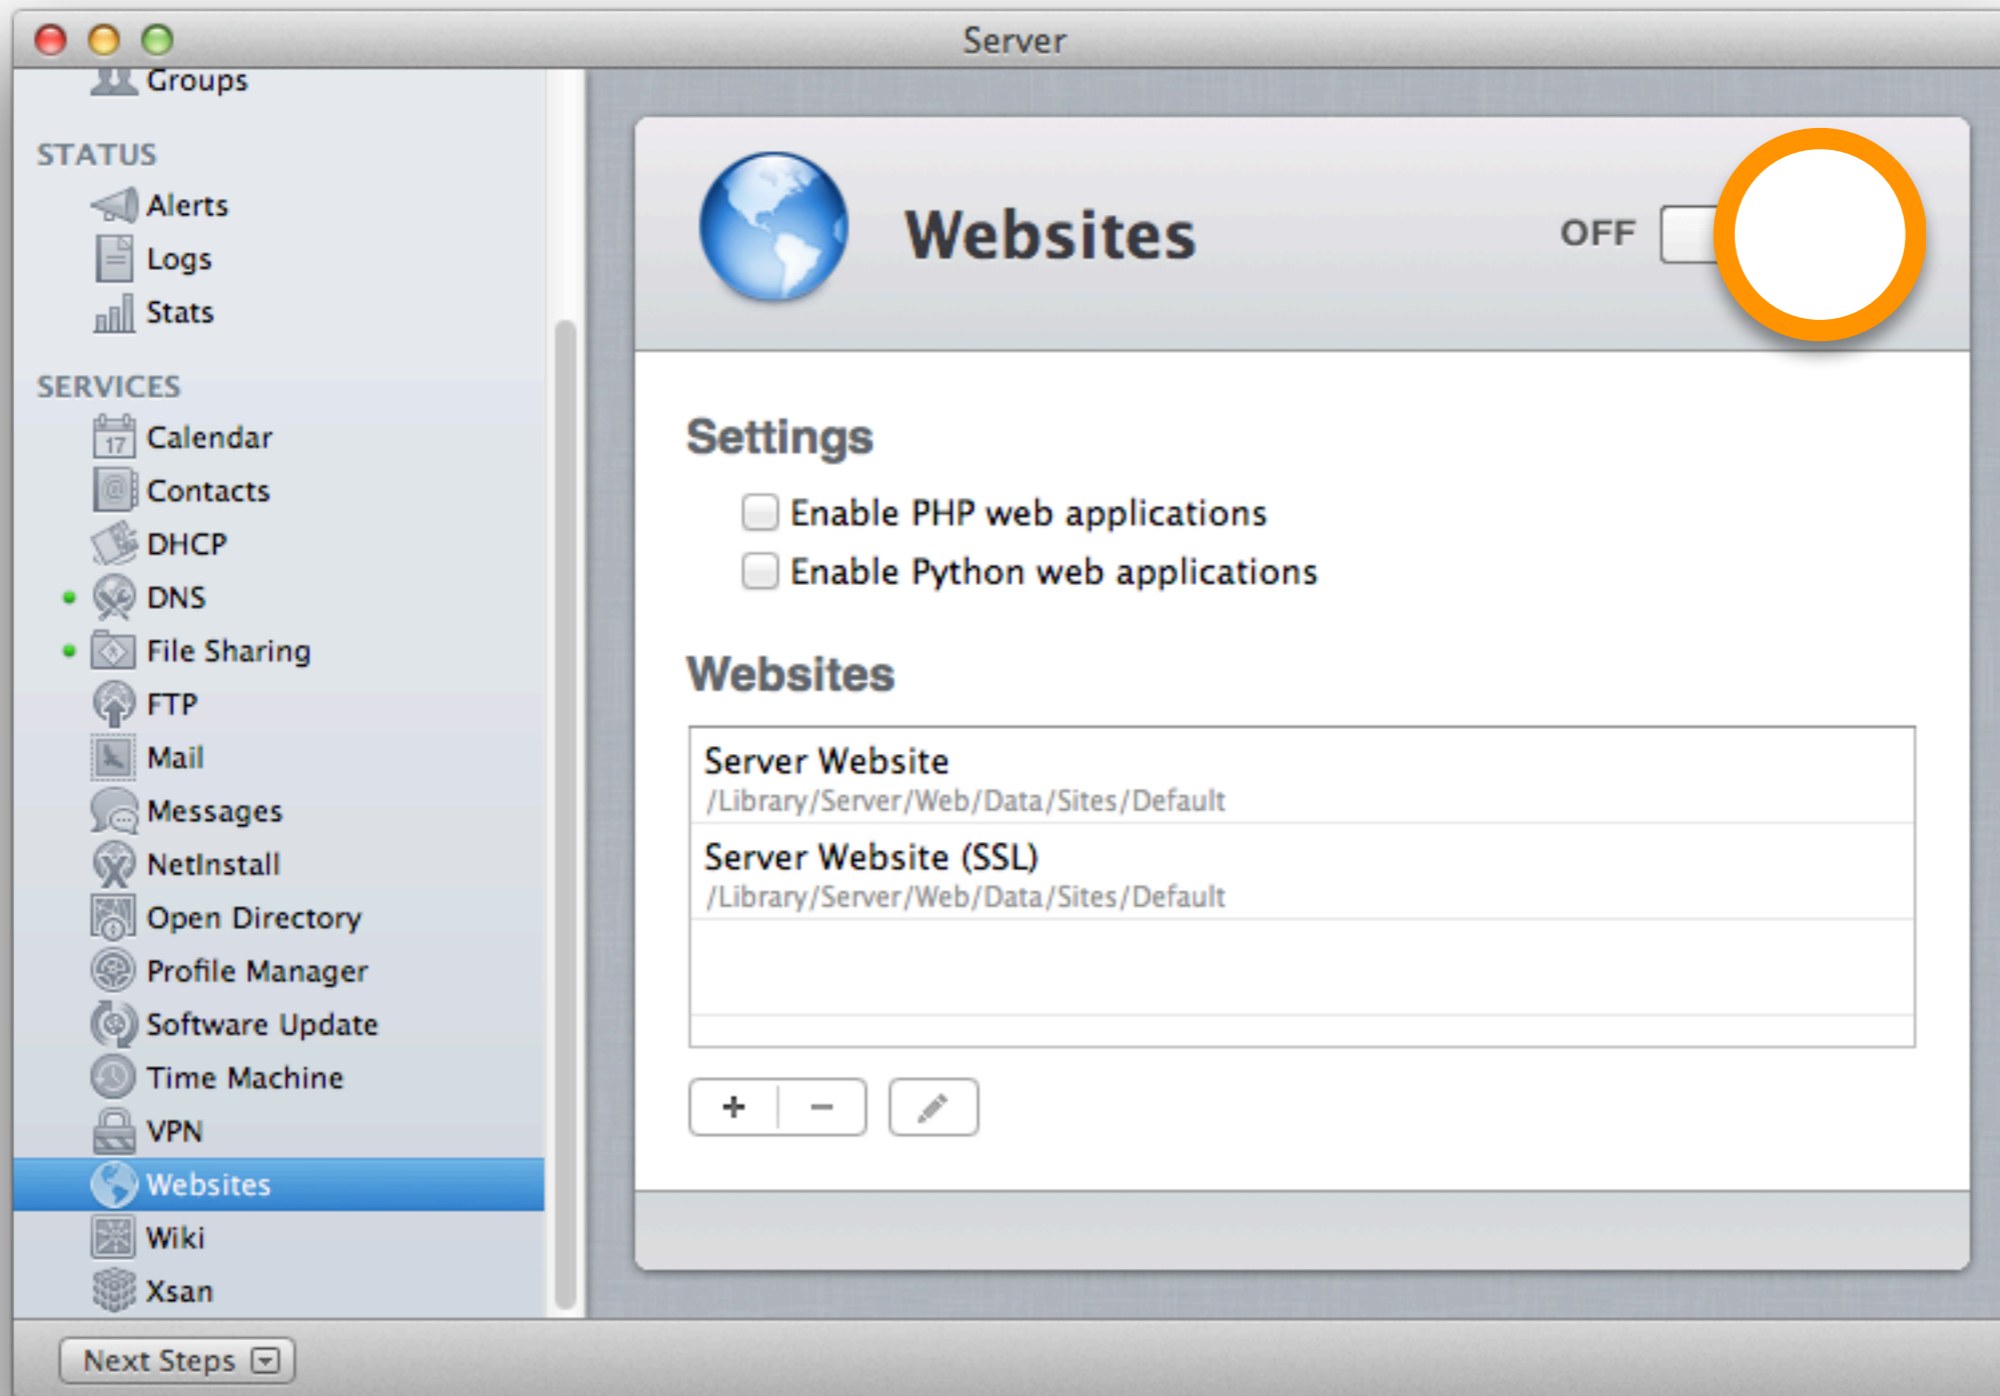 Server
Groups
STATUS
Alerts
Logs
Stats
SERVICES
17
Calendar
Contacts
DHCP
DNS
File Sharing
FTP
Mail
Messages
NetInstall
Open Directory
Profile Manager
Software Update
Time Machine
VPN
Websites
Wiki
Xsan
Next Steps
Websites
OFF
Settings
Enable PHP web applications
Enable Python web applications
Websites
Server Website
/Library/Server/Web/Data/Sites/Default
Server Website (SSL)
/Library/Server/Web/Data/Sites/Default